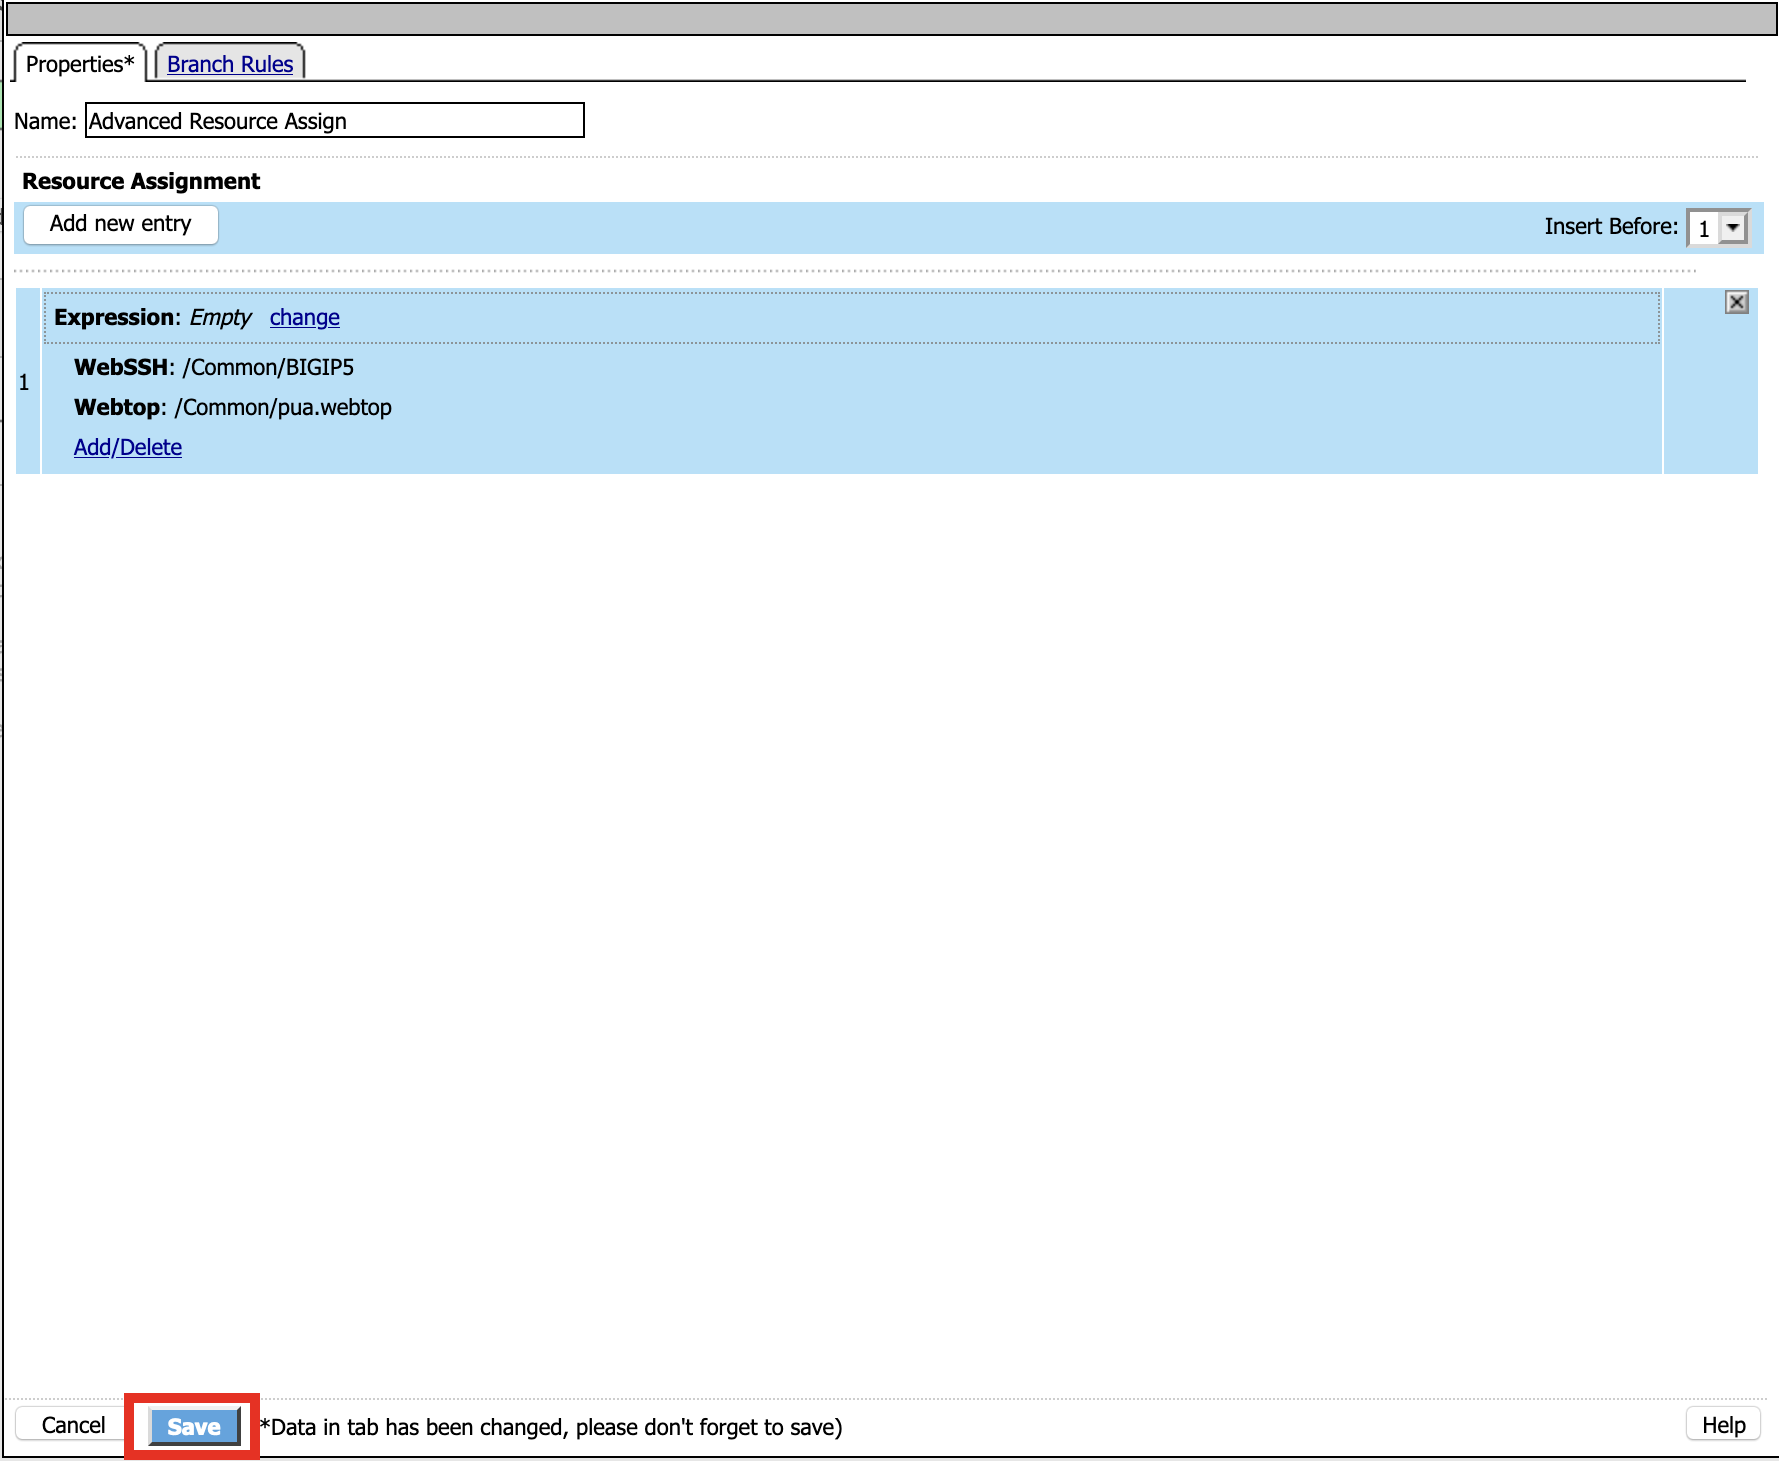 Properties* Branch Rules
Name: Advanced Resource Assign
Resource Assignment
Add new entry Insert Before: 1
Expression: Empty change
1
WebSSH: /Common/BIGIP5
Webtop: /Common/pua.webtop
Add/Delete
Cancel Save *Data in tab has been changed, please don't forget to save) Help